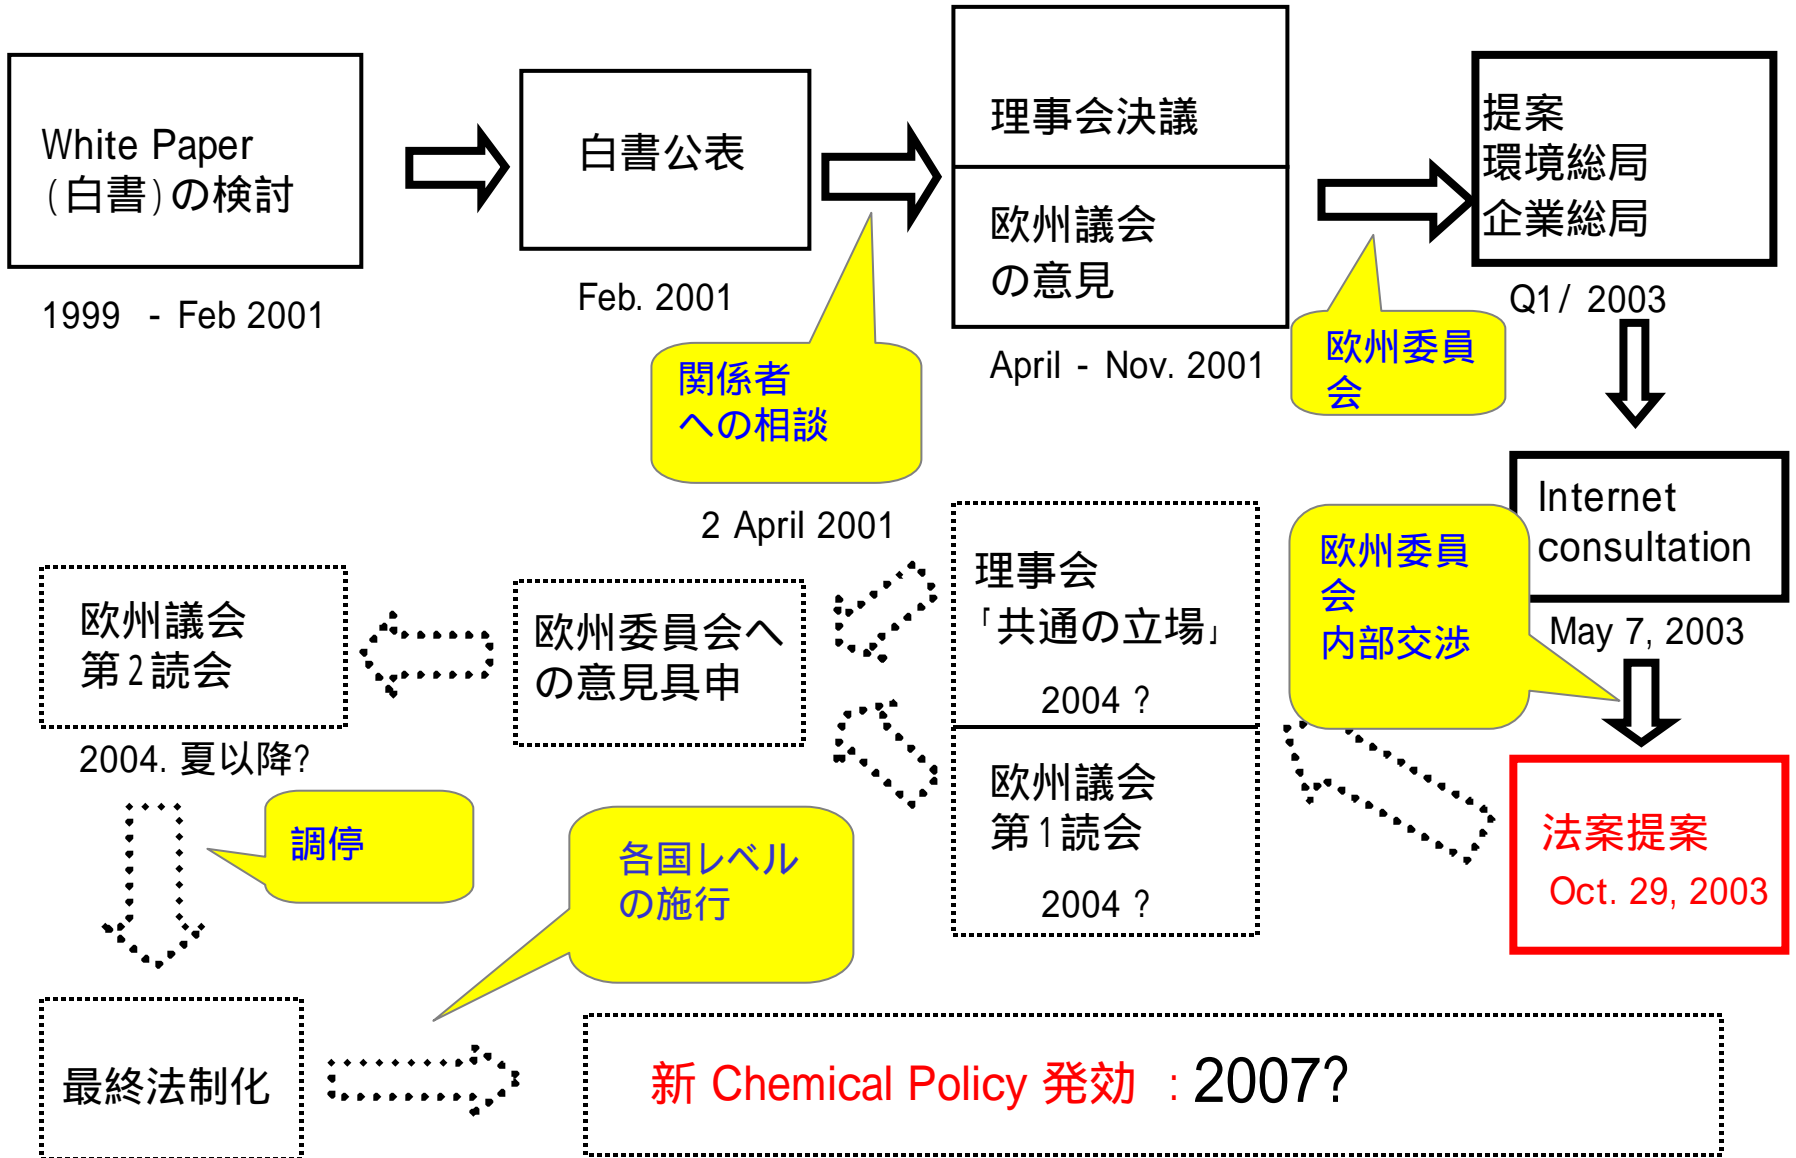 White Paper
(白書)の検討
1999 - Feb 2001
白書公表
Feb. 2001
関係者
への相談
2 April 2001
理事会決議
欧州議会
の意見
April - Nov. 2001
欧州委員
会
提案
環境総局
企業総局
Q1/ 2003
Internet
consultation
May 7, 2003
欧州委員
会
内部交渉
法案提案
Oct. 29, 2003
理事会
「共通の立場」
2004 ?
欧州議会
第1読会
2004 ?
欧州委員会へ
の意見具申
欧州議会
第2読会
2004. 夏以降?
調停
最終法制化
各国レベル
の施行
新 Chemical Policy 発効 : 2007?